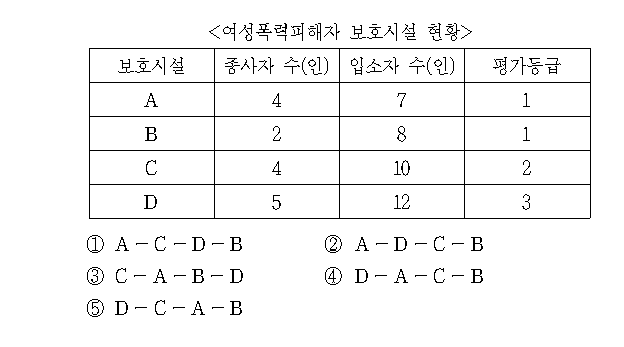 <여성폭력피해자 보호시설 현황>
보호시설 종사자 수(인) 입소자 수(인) 평가등급
A 4 7 1
B 2 8 1
C 4 10 2
D 5 12 3
① A－C－D－B ② A－D－C－B
③ C－A－B－D ④ D－A－C－B
⑤ D－C－A－B